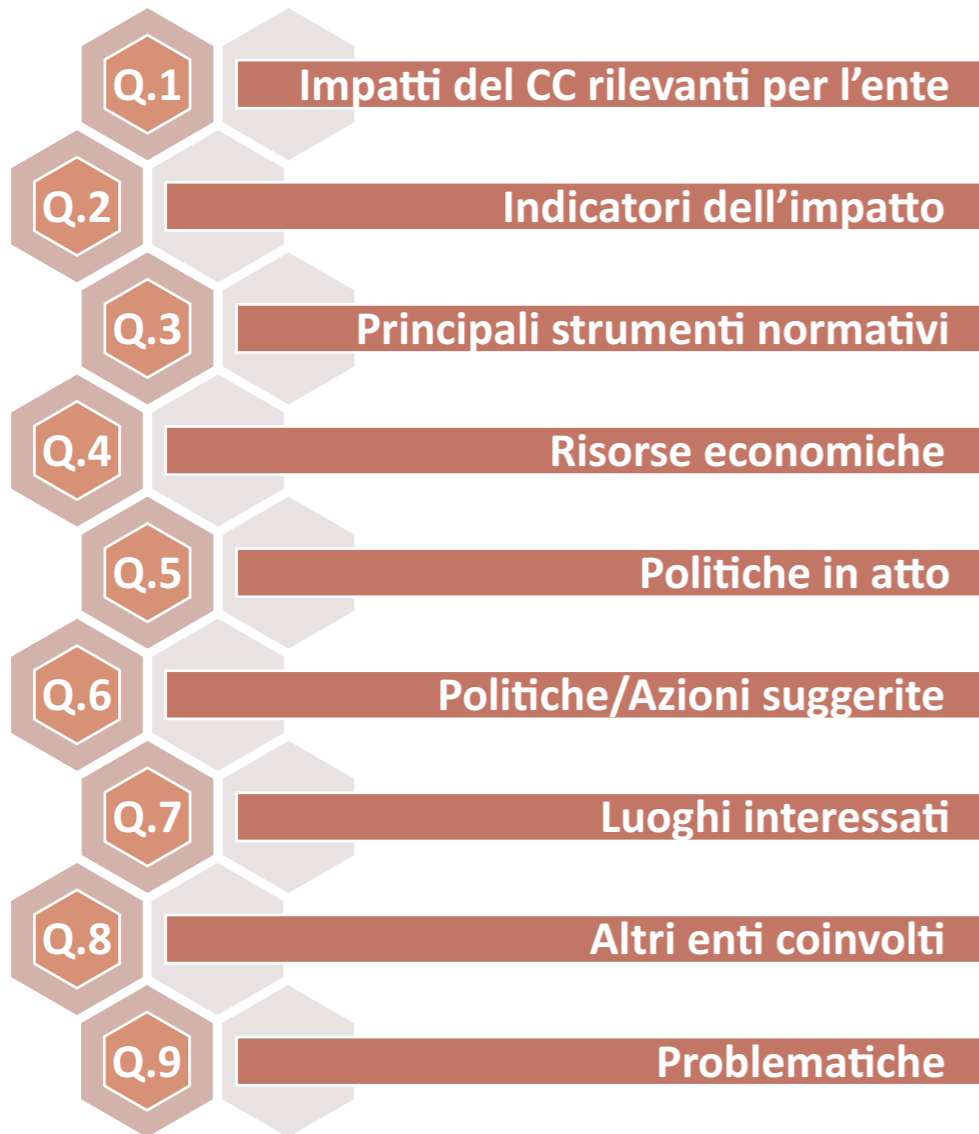 Q.1 Impatti del CC rilevanti per l’ente
Q.2 Indicatori dell’impatto
Q.3 Principali strumenti normativi
Q.4 Risorse economiche
Q.5 Politiche in atto
Q.6 Politiche/Azioni suggerite
Q.7 Luoghi interessati
Q.8 Altri enti coinvolti
Q.9 Problematiche